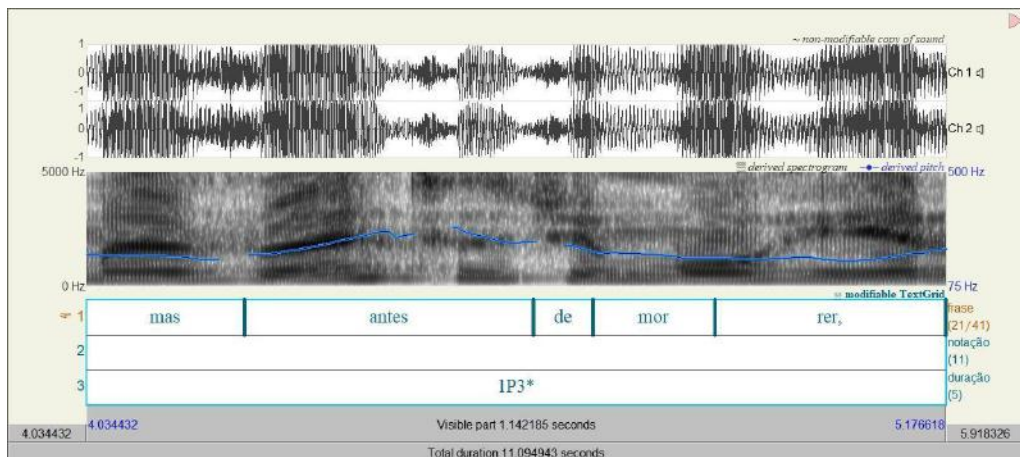 ~ non-modifiable copy of sound
1
0
-1
Ch 1
1
0
-1
Ch 2
derived spectrogram derived pitch
5000 Hz 500 Hz
0 Hz 75 Hz
modifiable TextGrid
1 mas antes de mor rer, frase
(21/41)
2 notação
(11)
3 1P3* duração
(5)
4.034432 4.034432 Visible part 1.142185 seconds 5.176618 5.918326
Total duration 11.094943 seconds